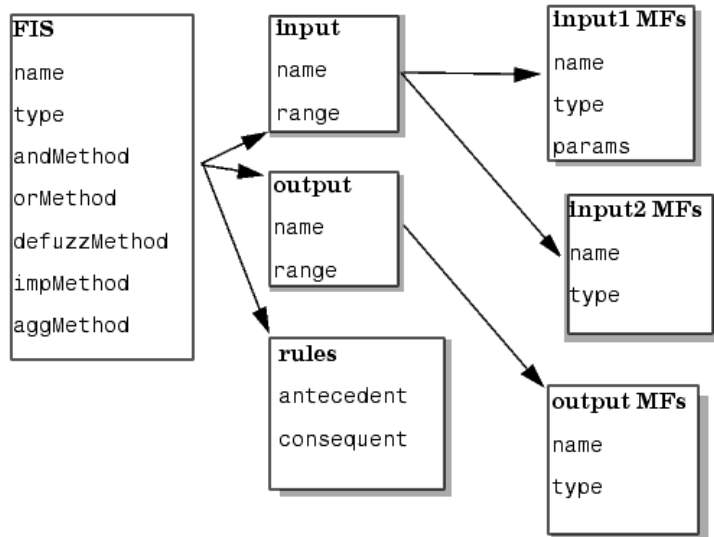 FIS
name
type
andMethod
orMethod
defuzzMethod
impMethod
aggMethod
input
name
range
output
name
range
rules
antecedent
consequent
input1 MFs
name
type
params
input2 MFs
name
type
output MFs
name
type